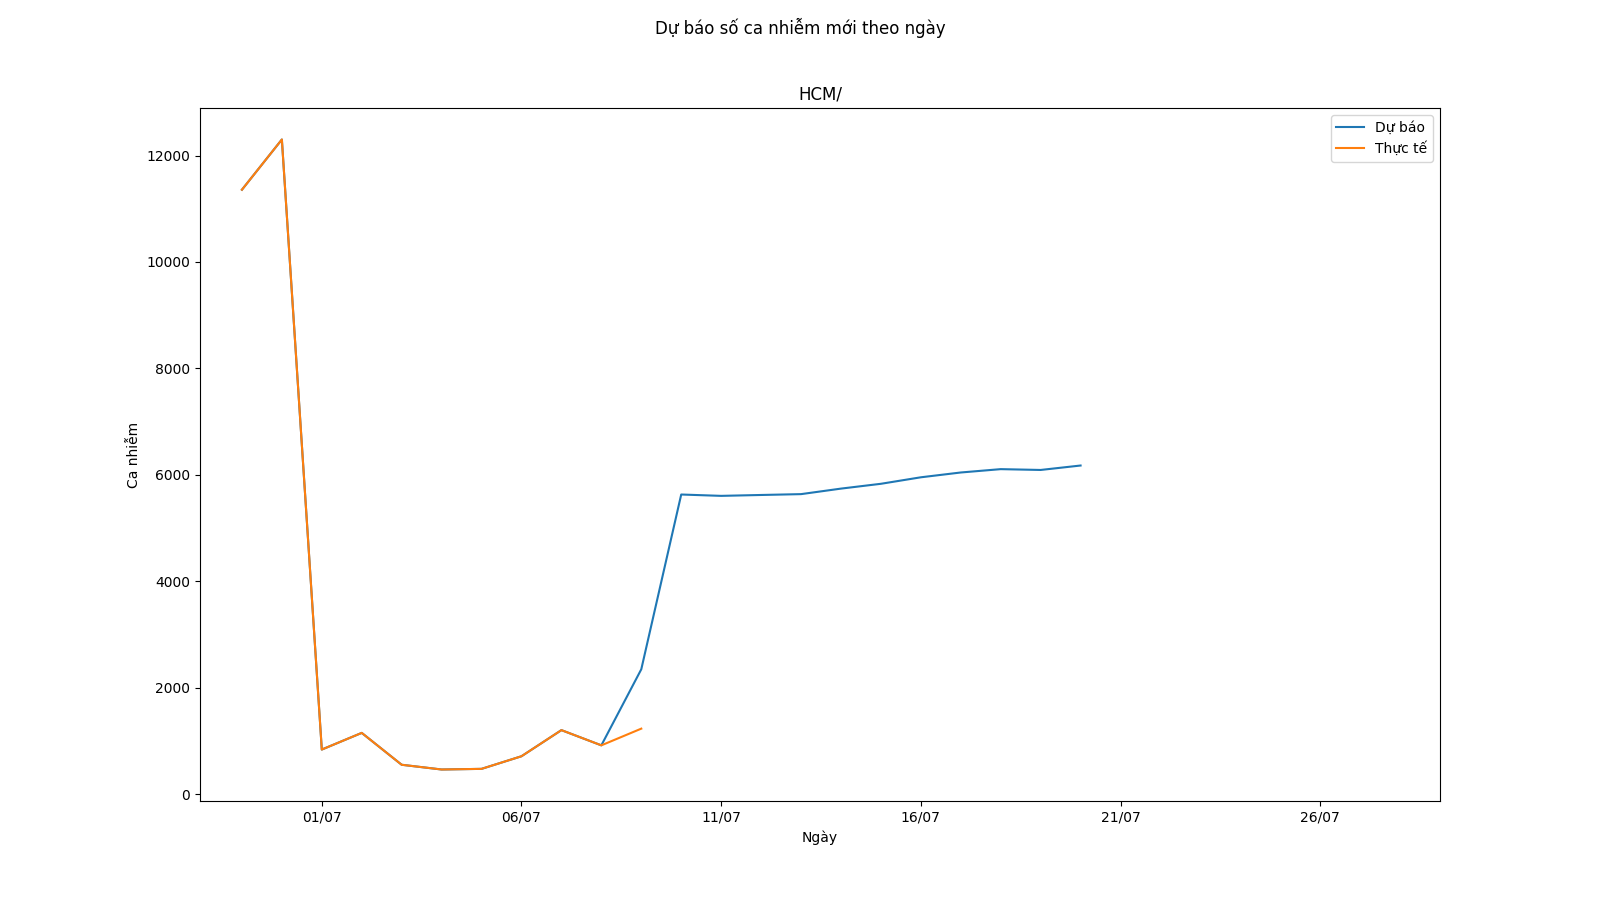 Dự báo số ca nhiễm mới theo ngày
HCM/
Dự báo
Thực tế
12000
10000
8000
6000
4000
2000
0
Ca nhiễm
01/07
06/07
11/07
16/07
21/07
26/07
Ngày